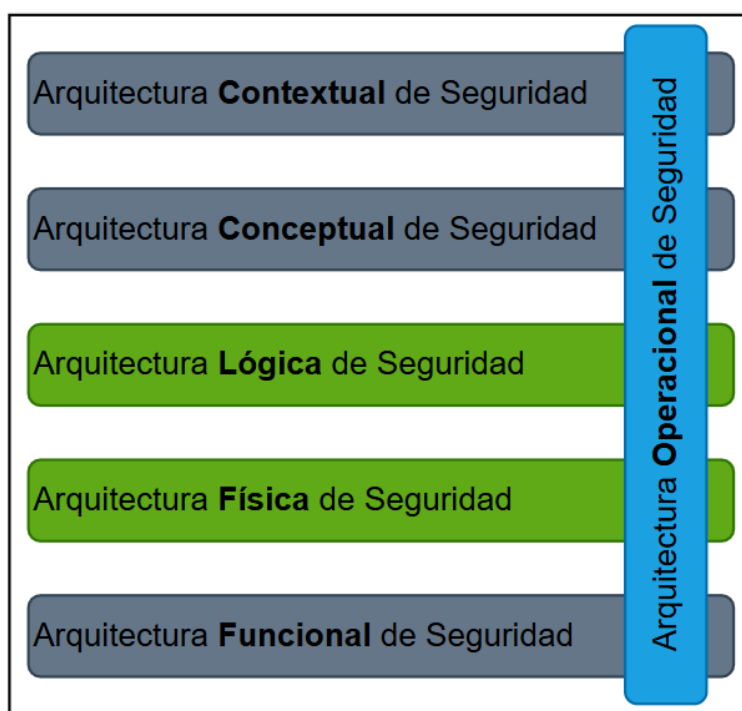 Arquitectura Contextual de Seguridad
Arquitectura Conceptual de Seguridad
Arquitectura Lógica de Seguridad
Arquitectura Física de Seguridad
Arquitectura Funcional de Seguridad
Arquitectura Operacional de Seguridad